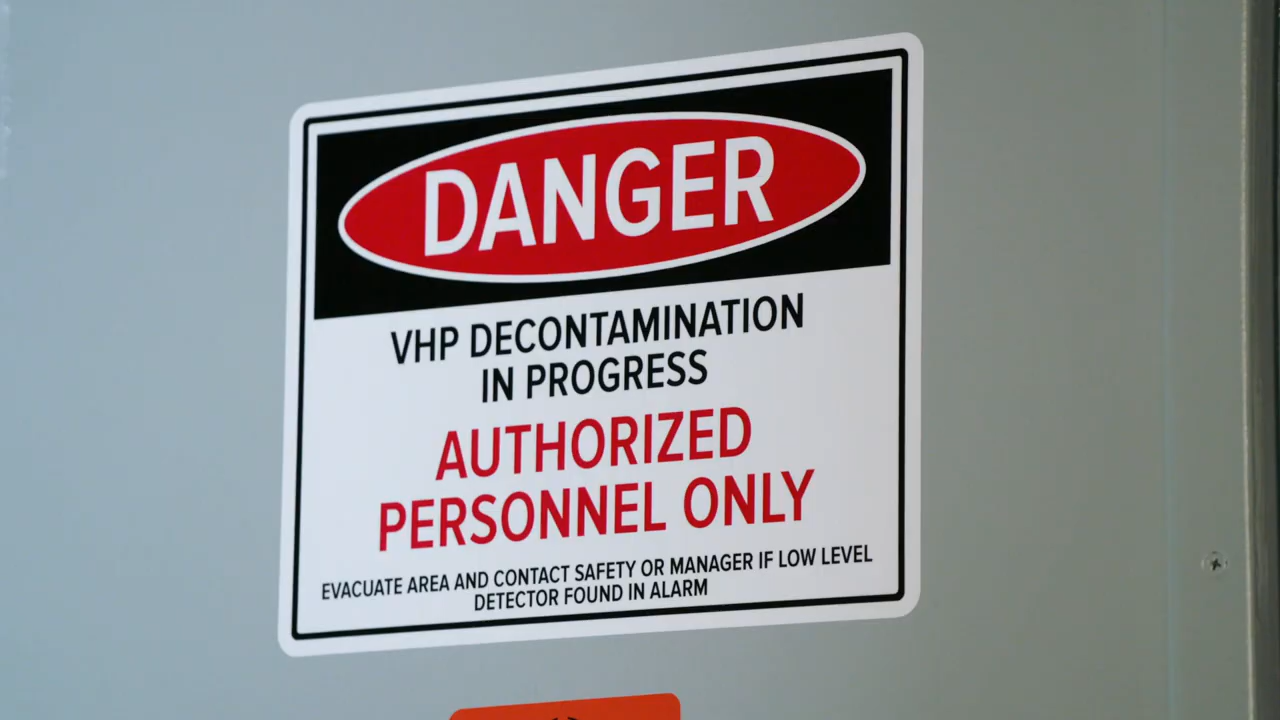 DANGER
VHP DECONTAMINATION
IN PROGRESS
AUTHORIZED
PERSONNEL ONLY
EVACUATE AREA AND CONTACT SAFETY OR MANAGER IF LOW LEVEL
DETECTOR FOUND IN ALARM